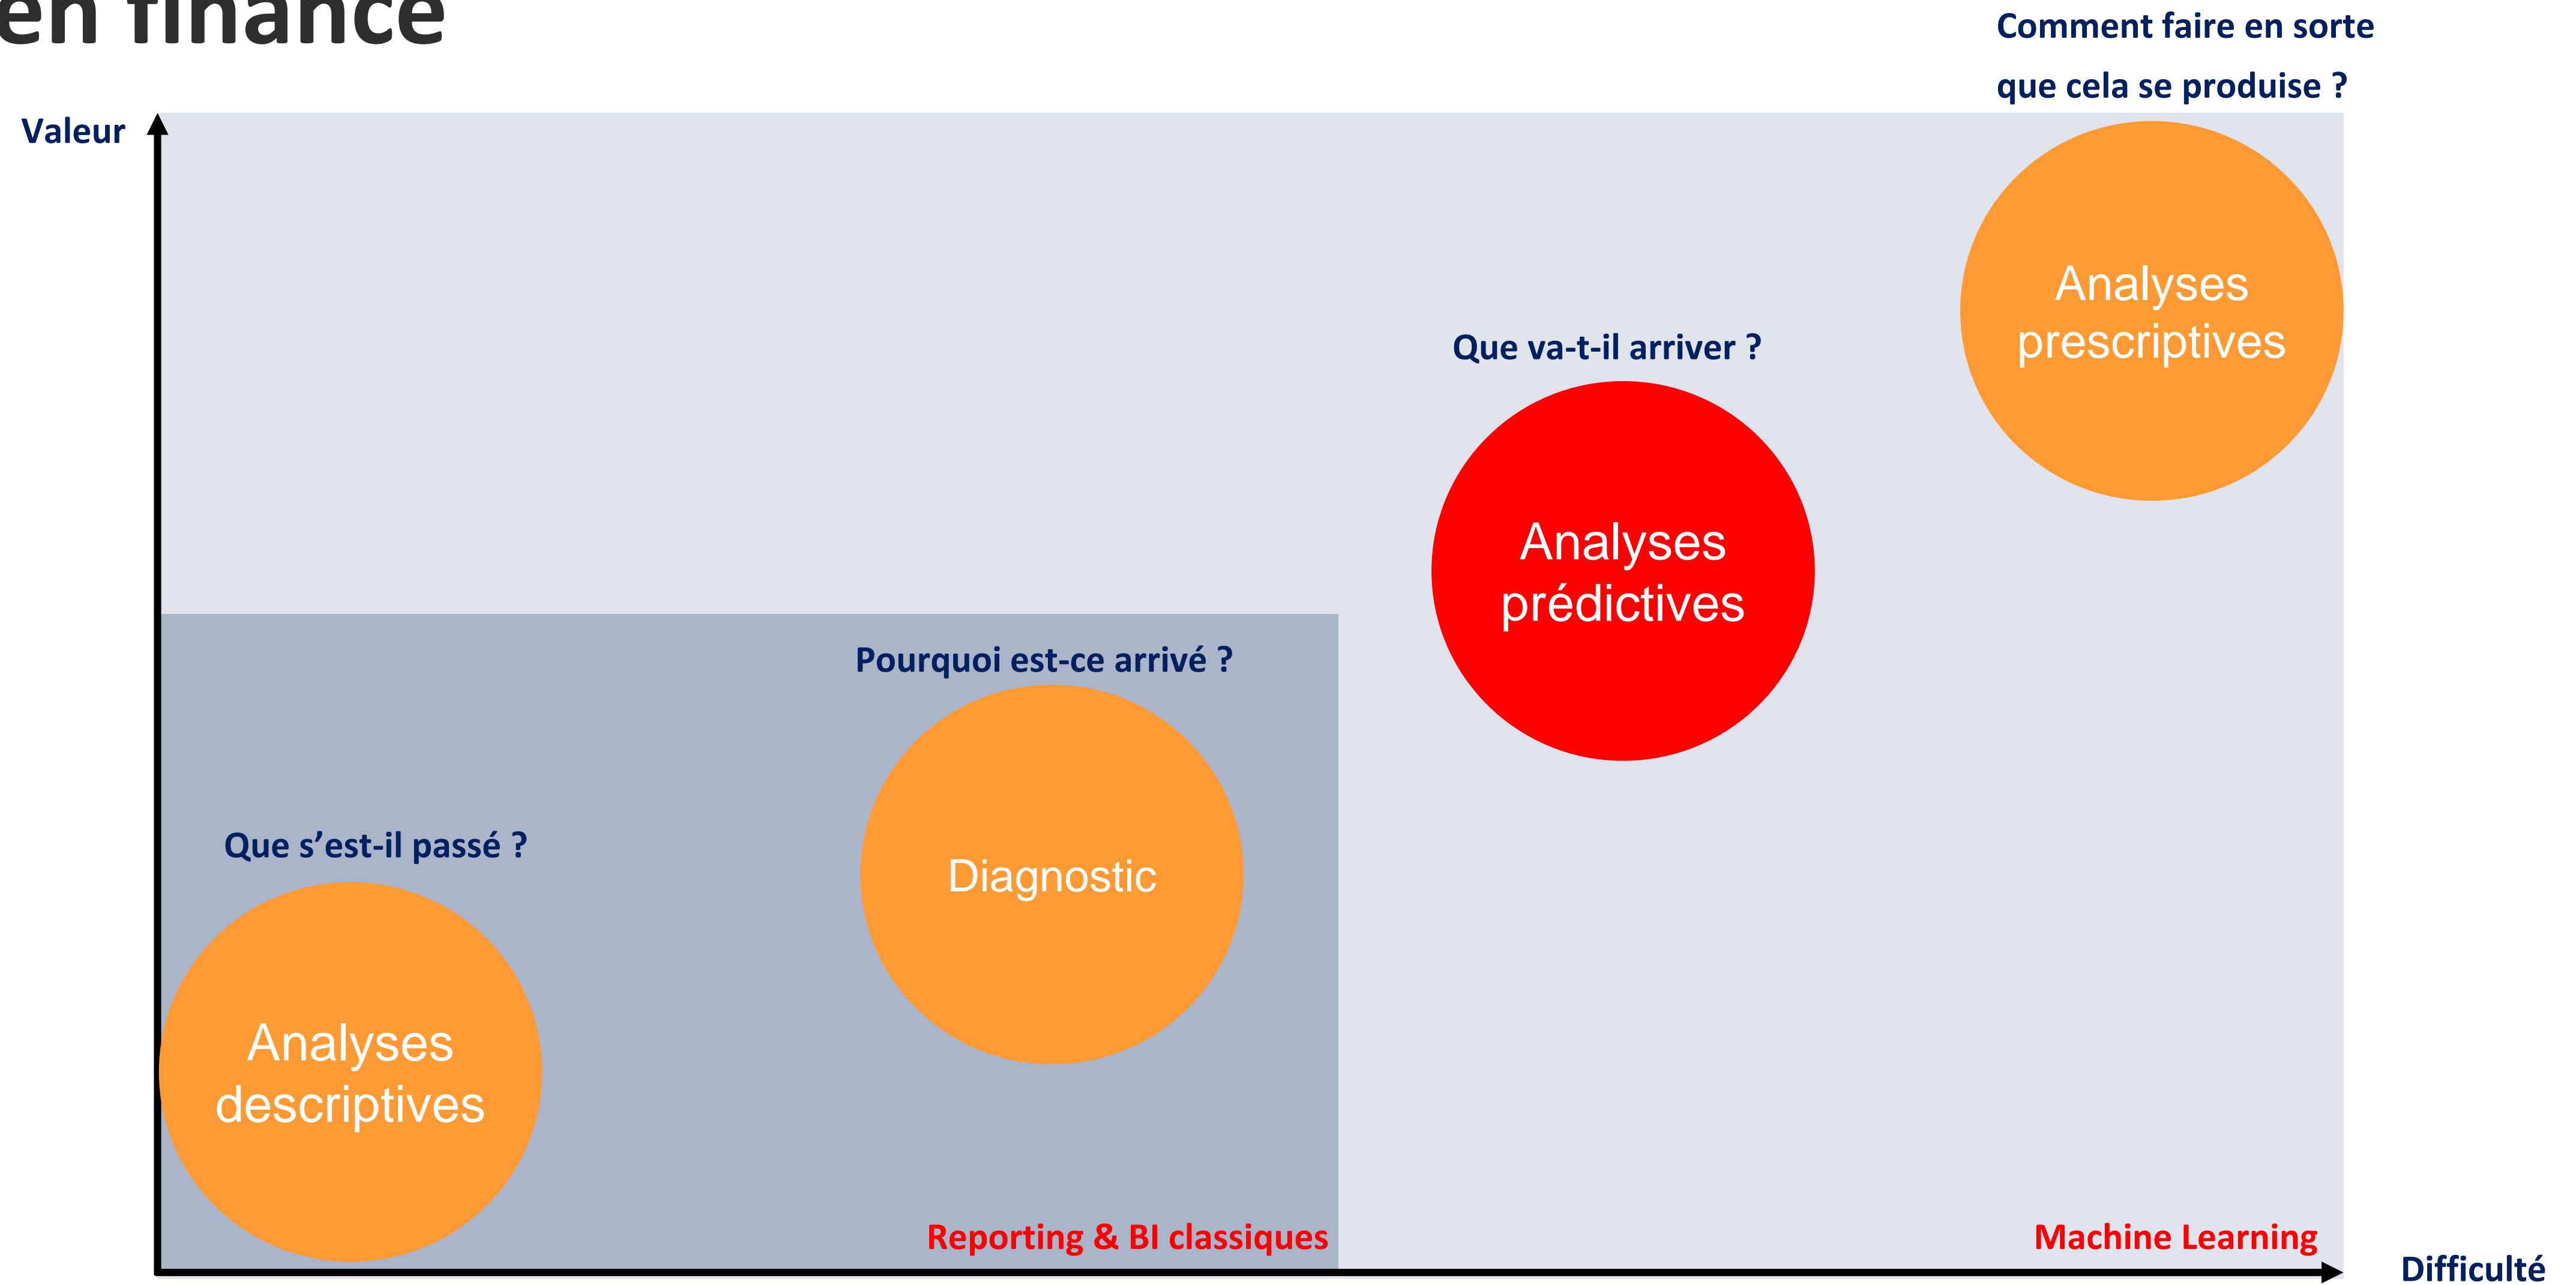 en finance
Comment faire en sorte
que cela se produise ?
Valeur
Analyses
prescriptives
Que va-t-il arriver ?
Analyses
prédictives
Pourquoi est-ce arrivé ?
Diagnostic
Que s’est-il passé ?
Analyses
descriptives
Reporting & BI classiques
Machine Learning
Difficulté